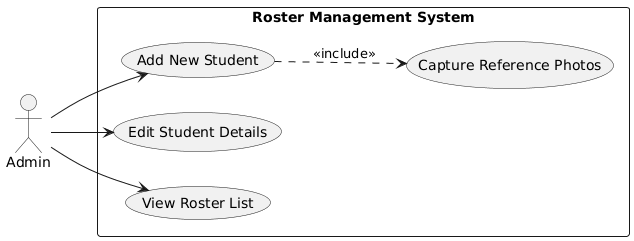 Roster Management System
Add New Student
«include»
Capture Reference Photos
Admin
Edit Student Details
View Roster List